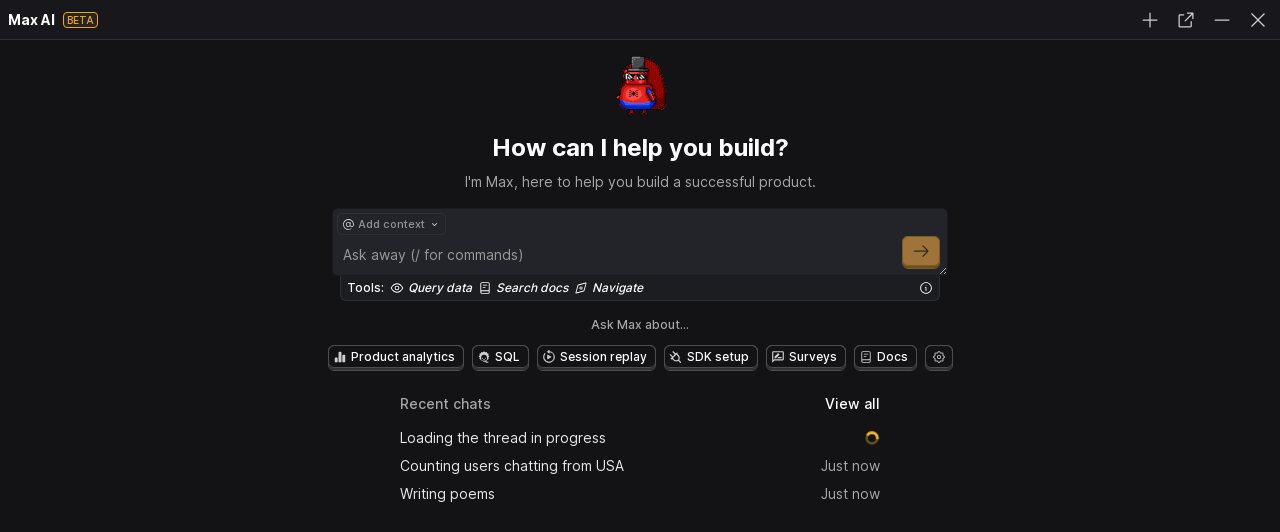 Max AI BETA
How can I help you build?
I'm Max, here to help you build a successful product.
@ Add context
Ask away (/ for commands)
Tools: Query data Search docs Navigate
Ask Max about...
Product analytics SQL Session replay SDK setup Surveys Docs
Recent chats View all
Loading the thread in progress
Counting users chatting from USA Just now
Writing poems Just now